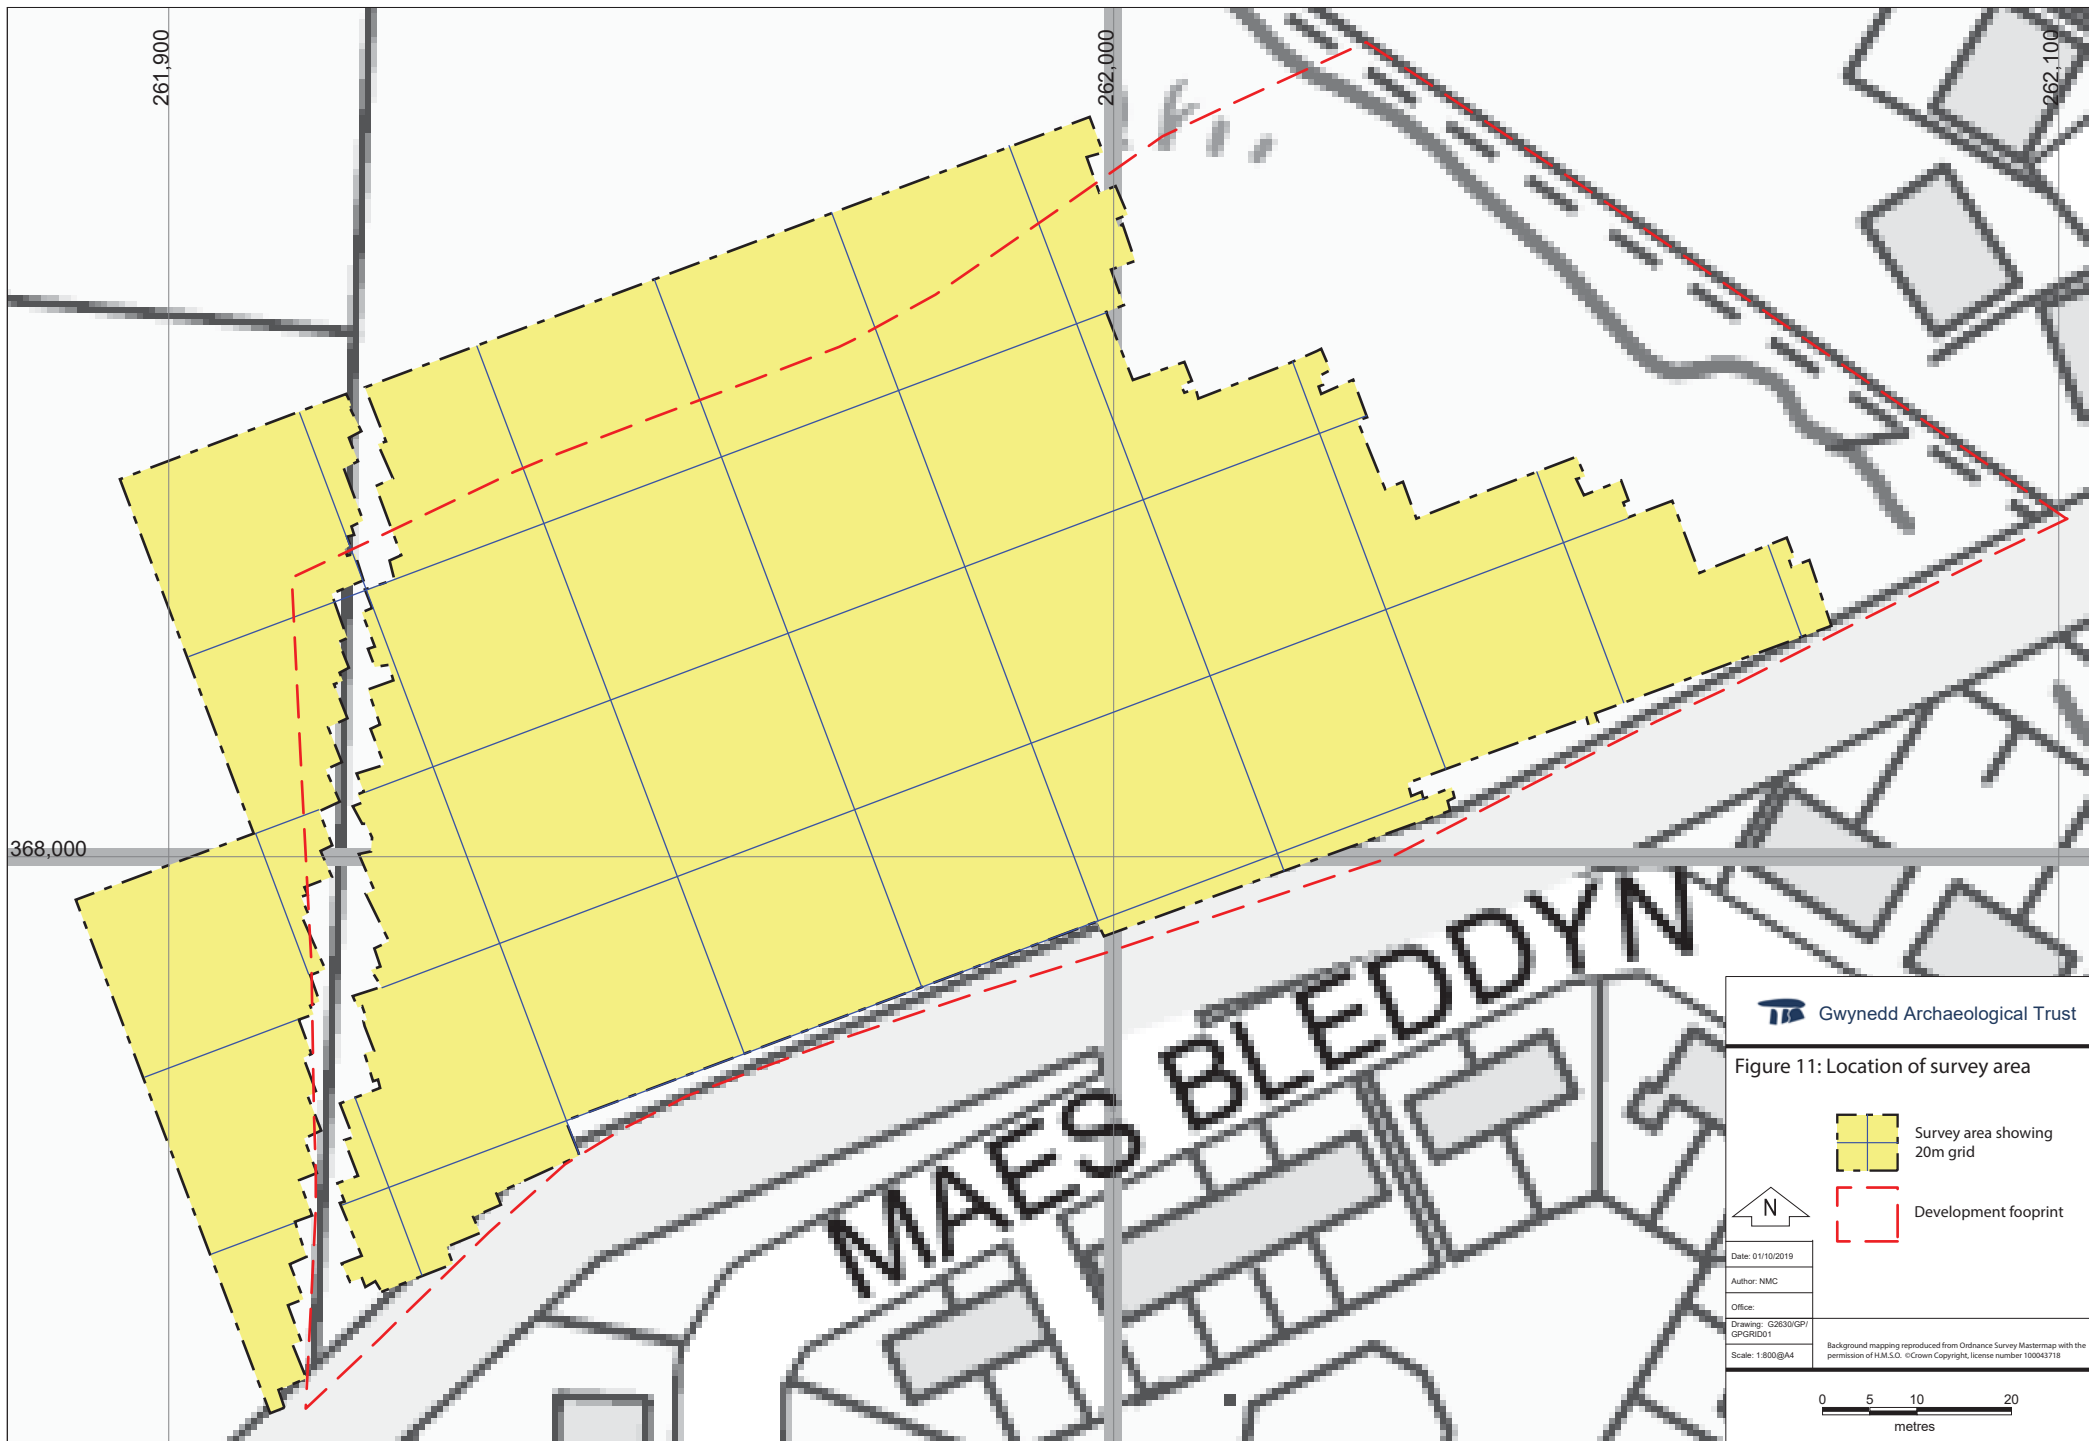 261,900
262,000
262,100
368,000
MAES BLEDDYN
Gwynedd Archaeological Trust
Figure 11: Location of survey area
Survey area showing
20m grid
N
Development fooprint
Date: 01/10/2019
Author: NMC
Office:
Drawing: G2630/GP/
GPGRID01
Scale: 1:800@A4
Background mapping reproduced from Ordnance Survey Mastermap with the
permission of H.M.S.O. ©Crown Copyright, license number 100043718
0 5 10 20
metres